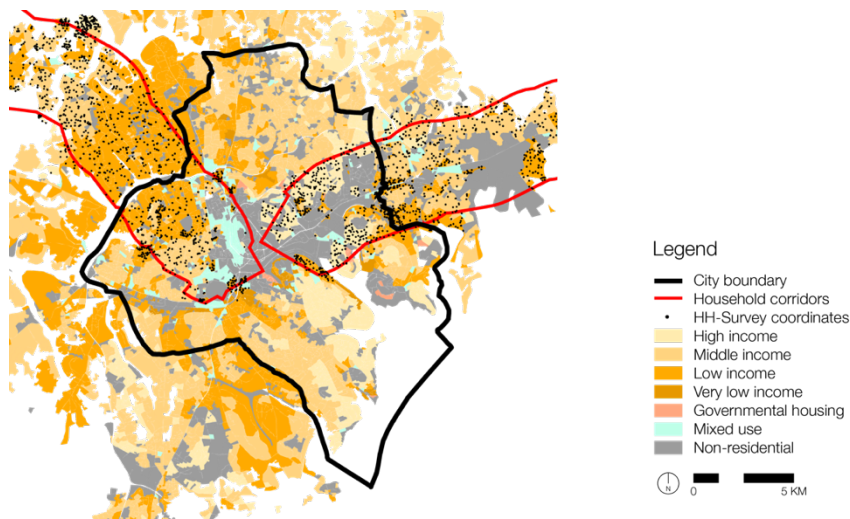 Legend
City boundary
Household corridors
HH-Survey coordinates
High income
Middle income
Low income
Very low income
Governmental housing
Mixed use
Non-residential
N
0 5 KM